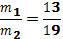 m₁/m₂ = 13/19